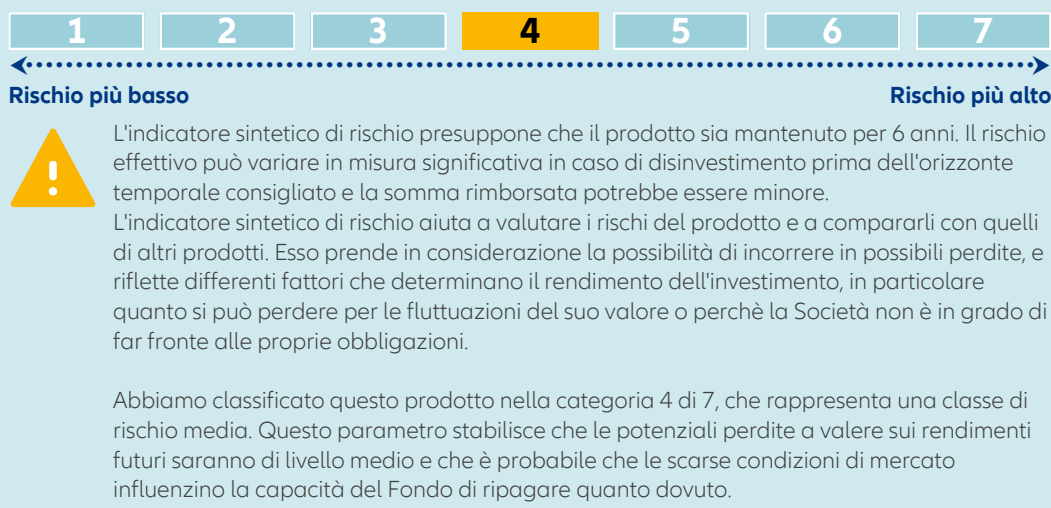 1 2 3 4 5 6 7
Rischio più basso Rischio più alto
L'indicatore sintetico di rischio presuppone che il prodotto sia mantenuto per 6 anni. Il rischio
effettivo può variare in misura significativa in caso di disinvestimento prima dell'orizzonte
temporale consigliato e la somma rimborsata potrebbe essere minore.
L'indicatore sintetico di rischio aiuta a valutare i rischi del prodotto e a compararli con quelli
di altri prodotti. Esso prende in considerazione la possibilità di incorrere in possibili perdite, e
riflette differenti fattori che determinano il rendimento dell'investimento, in particolare
quanto si può perdere per le fluttuazioni del suo valore o perchè la Società non è in grado di
far fronte alle proprie obbligazioni.
Abbiamo classificato questo prodotto nella categoria 4 di 7, che rappresenta una classe di
rischio media. Questo parametro stabilisce che le potenziali perdite a valere sui rendimenti
futuri saranno di livello medio e che è probabile che le scarse condizioni di mercato
influenzino la capacità del Fondo di ripagare quanto dovuto.